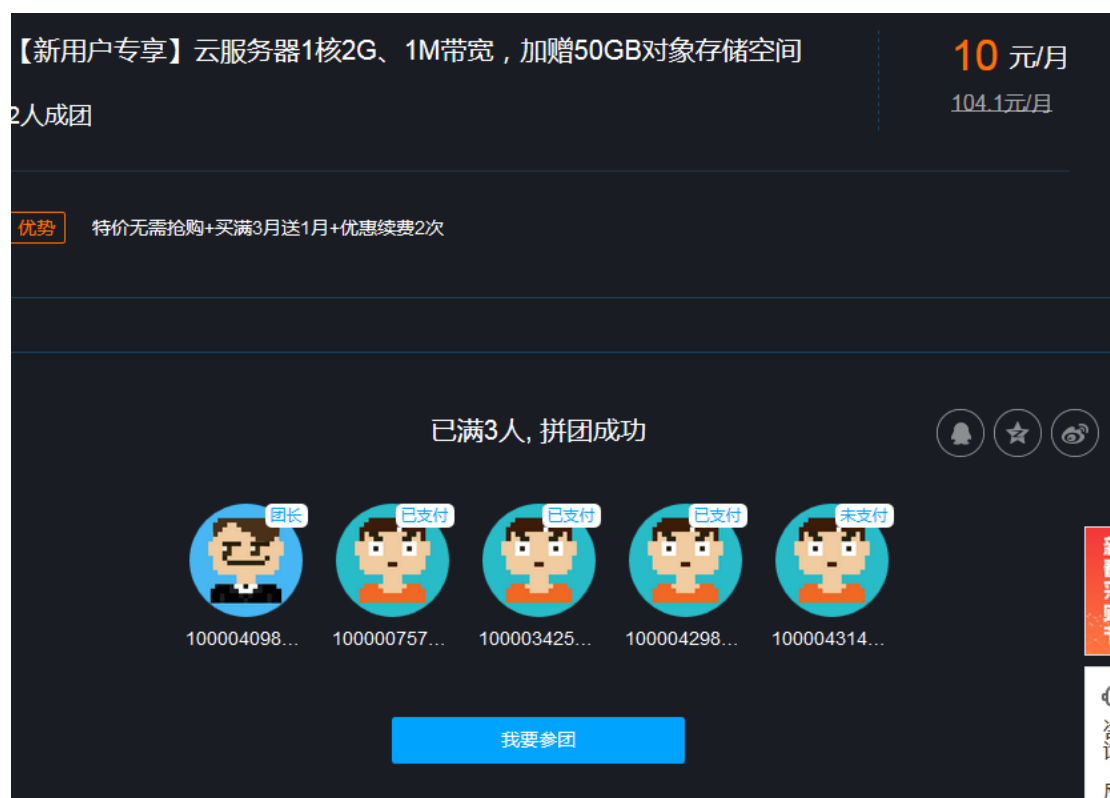 【新用户专享】云服务器1核2G、1M带宽，加赠50GB对象存储空间
10 元/月
104.1元/月
2人成团
优势
特价无需抢购+买满3月送1月+优惠续费2次
已满3人, 拼团成功
团长
已支付
已支付
已支付
未支付
100004098...
100000757...
100003425...
100004298...
100004314...
我要参团